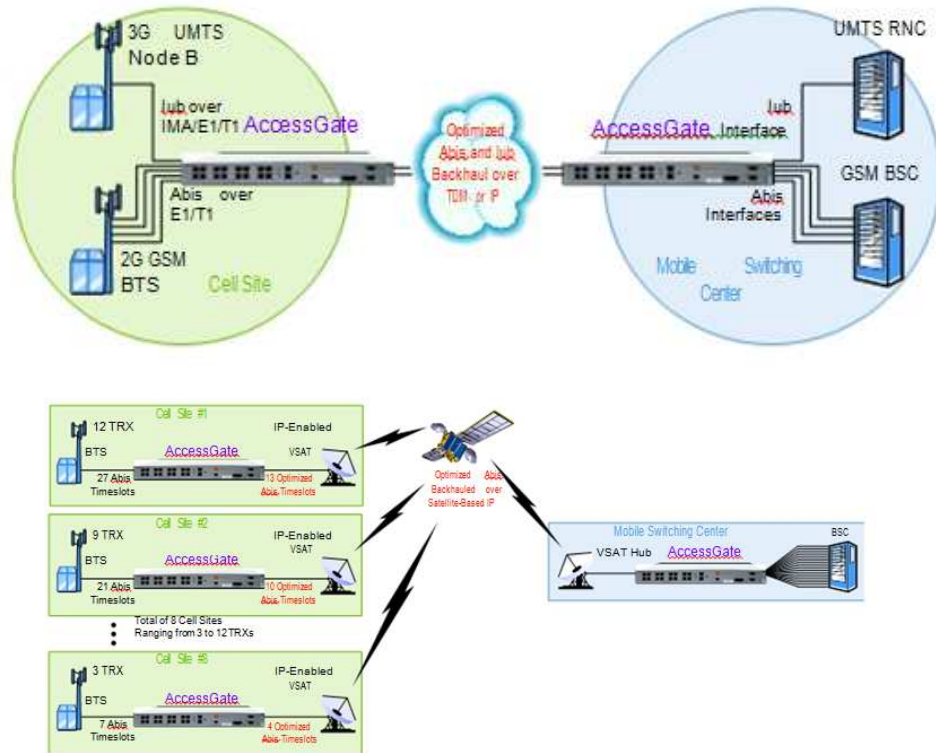 3G UMTS
Node B
UMTS RNC
Iub over
IMA/E1/T1
AccessGate
Optimized
Abis and Iub
Backhaul over
TDM or IP
AccessGate
Iub
Interface
GSM BSC
Abis over
E1/T1
Abis
Interfaces
2G GSM
BTS
Cell Site
Mobile Switching
Center
Cell Site #1
12 TRX
IP-Enabled
BTS
AccessGate
VSAT
27 Abis
Timeslots
13 Optimized
Abis Timeslots
Optimized Abis
Backhauled over
Satellite-Based IP
Cell Site #2
9 TRX
IP-Enabled
VSAT
BTS
AccessGate
21 Abis
Timeslots
10 Optimized
Abis Timeslots
Mobile Switching Center
BSC
VSAT Hub
AccessGate
Total of 8 Cell Sites
Ranging from 3 to 12 TRXs
Cell Site #8
3 TRX
IP-Enabled
VSAT
BTS
AccessGate
7 Abis
Timeslots
4 Optimized
Abis Timeslots